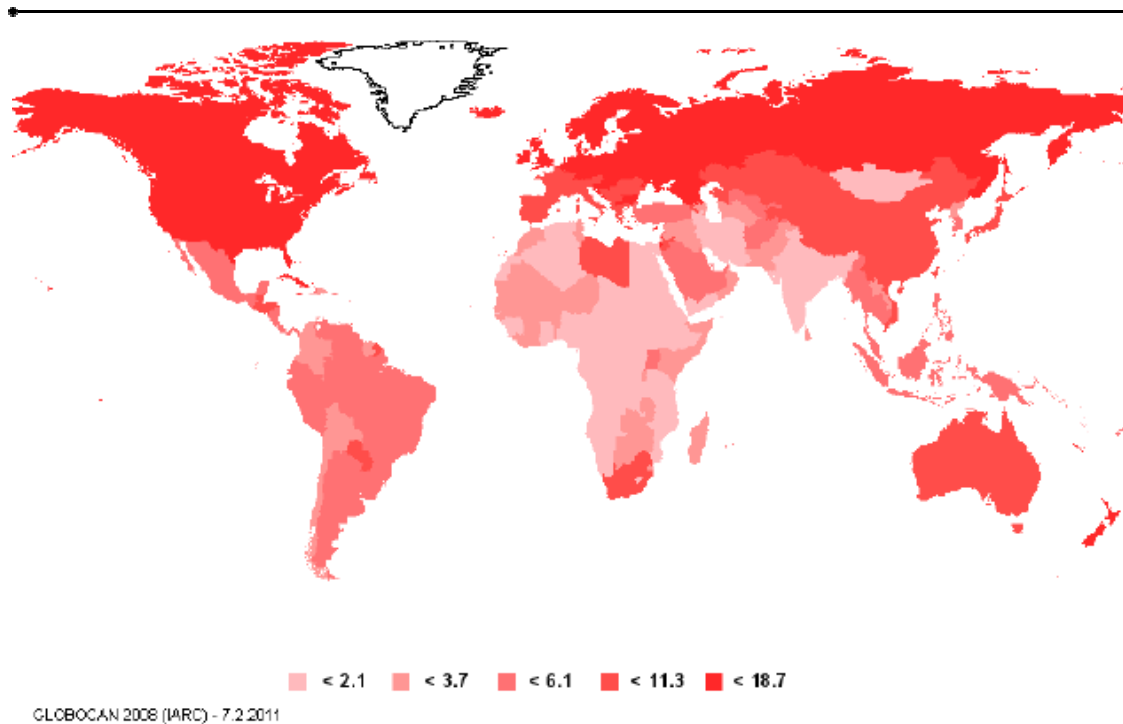 < 2.1 < 3.7 < 6.1 < 11.3 < 18.7
GLOBOCAN 2008 (IARC) - 7.2.2011